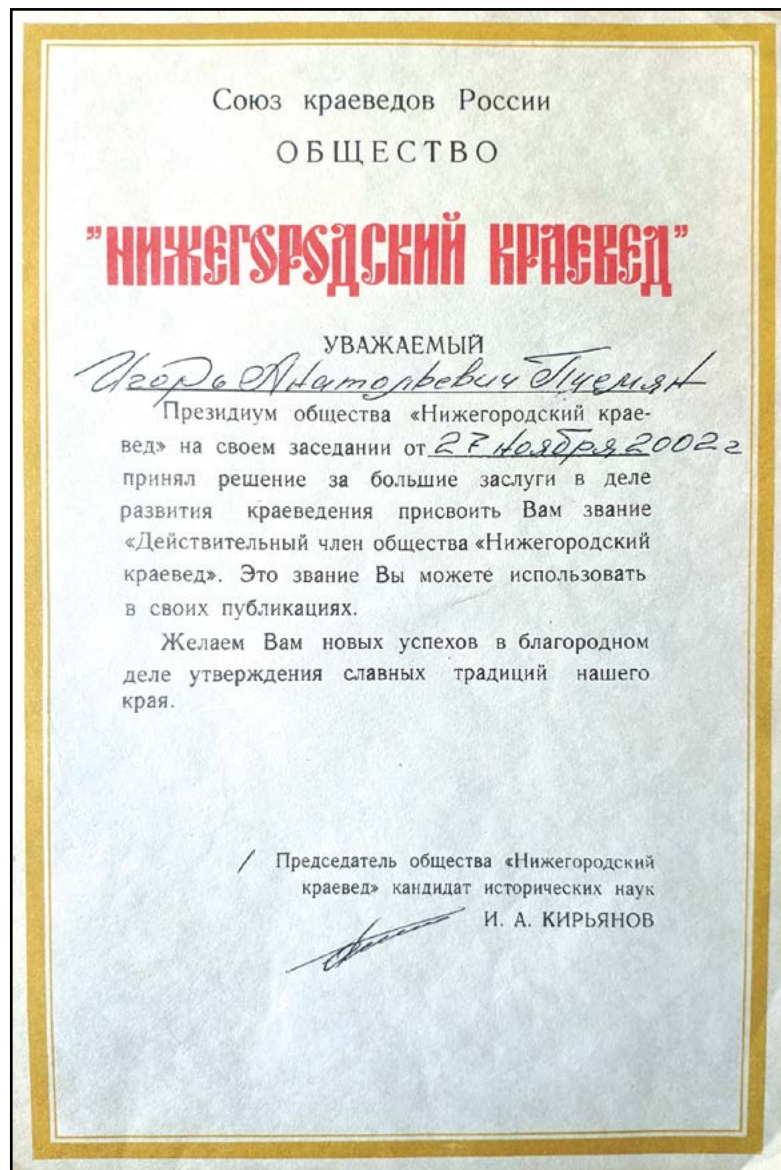 Союз краеведов России
ОБЩЕСТВО
"НИЖЕГОРОДСКИЙ КРАЕВЕД"
УВАЖАЕМЫЙ
Игорь Анатольевич
Президиум общества «Нижегородский крае-
вед» на своем заседании от 27 ноября 2002 г
принял решение за большие заслуги в деле
развития краеведения присвоить Вам звание
«Действительный член общества «Нижегородский
краевед». Это звание Вы можете использовать
в своих публикациях.
Желаем Вам новых успехов в благородном
деле утверждения славных традиций нашего
края.
/ Председатель общества «Нижегородский
краевед» кандидат исторических наук
И. А. КИРЬЯНОВ